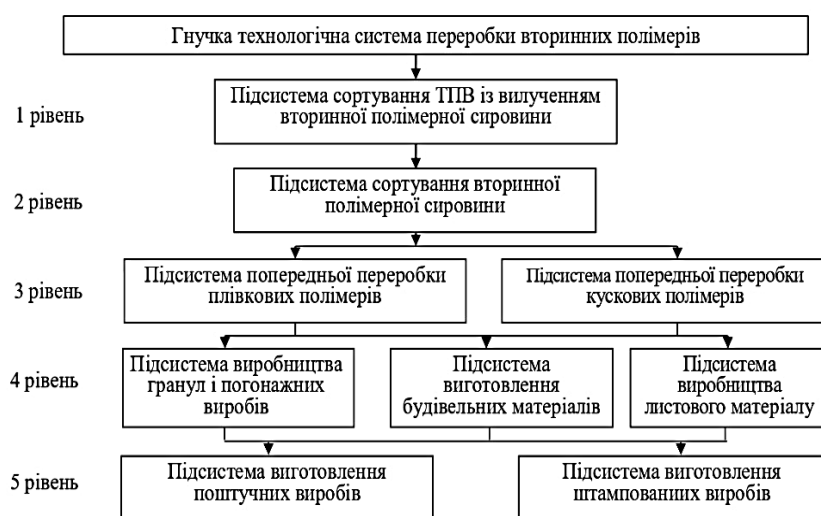 Гнучка технологічна система переробки вторинних полімерів
1 рівень
Підсистема сортування ТПВ із вилученням
вторинної полімерної сировини
2 рівень
Підсистема сортування вторинної
полімерної сировини
3 рівень
Підсистема попередньої переробки
плівкових полімерів
Підсистема попередньої переробки
кускових полімерів
4 рівень
Підсистема виробництва
гранул і погонажних
виробів
Підсистема
виготовлення
будівельних матеріалів
Підсистема
виробництва
листового матеріалу
5 рівень
Підсистема виготовлення
поштучних виробів
Підсистема виготовлення
штампованиих виробів